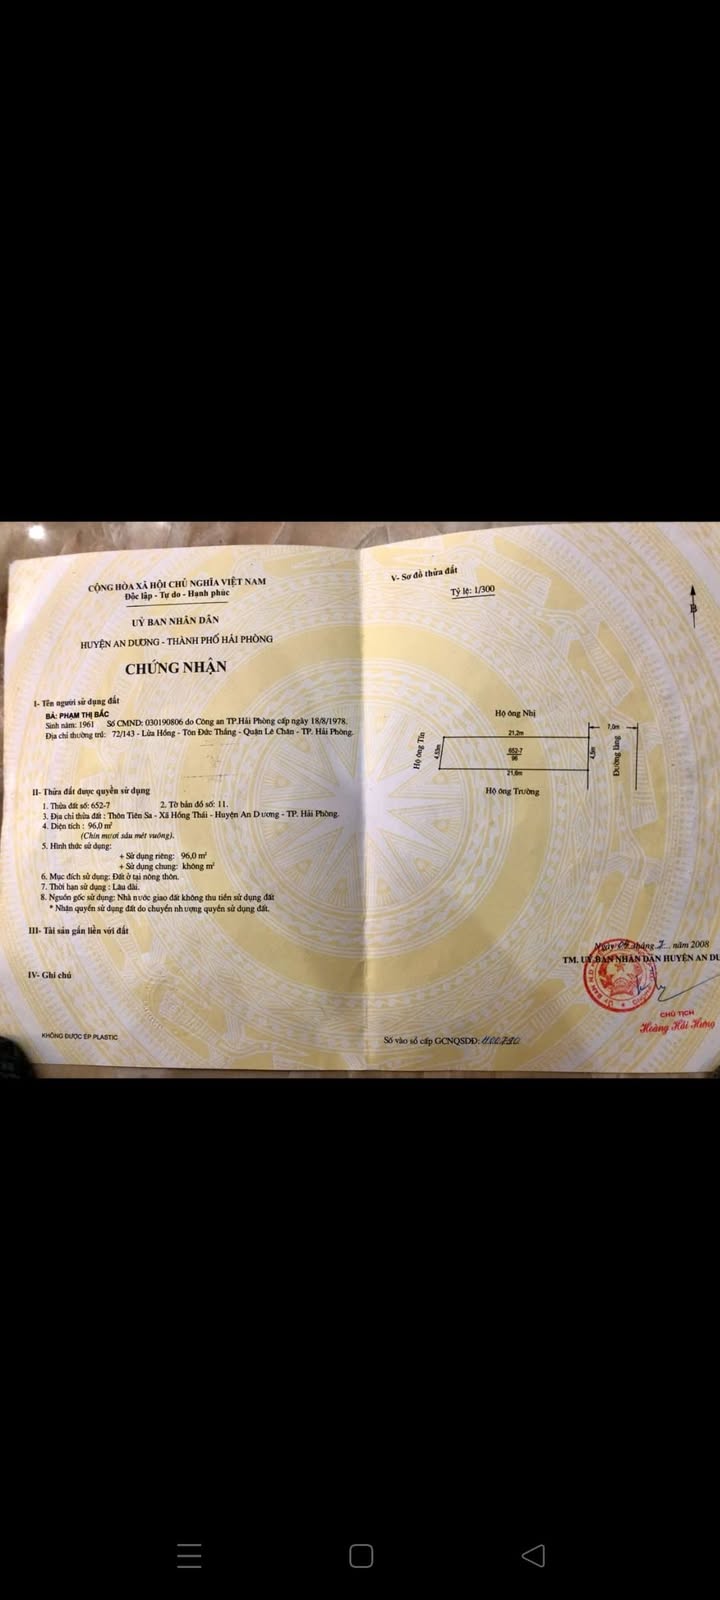 CỘNG HÒA XÃ HỘI CHỦ NGHĨA VIỆT NAM
Độc lập - Tự do - Hạnh phúc
UỶ BAN NHÂN DÂN
HUYỆN AN DƯƠNG - THÀNH PHỐ HẢI PHÒNG
CHỨNG NHẬN
I- Tên người sử dụng đất
BÀ: PHẠM THỊ BẮC
Sinh năm: 1961 Số CMND: 030190806 do Công an TP.Hải Phòng cấp ngày 18/8/1978.
Địa chỉ thường trú: 72/143 - Lửa Hồng - Tôn Đức Thắng - Quận Lê Chân - TP. Hải Phòng.
II- Thửa đất được quyền sử dụng
1. Thửa đất số: 652-7 2. Tờ bản đồ số: 11.
3. Địa chỉ thửa đất : Thôn Tiên Sa - Xã Hồng Thái - Huyện An Dương - TP. Hải Phòng.
4. Diện tích : 96,0 m²
(Chín mươi sáu mét vuông).
5. Hình thức sử dụng:
+ Sử dụng riêng: 96,0 m²
+ Sử dụng chung: không m²
6. Mục đích sử dụng: Đất ở tại nông thôn.
7. Thời hạn sử dụng : Lâu dài.
8. Nguồn gốc sử dụng: Nhà nước giao đất không thu tiền sử dụng đất
* Nhận quyền sử dụng đất do chuyển nhượng quyền sử dụng đất.
III- Tài sản gắn liền với đất
IV- Ghi chú
KHÔNG ĐƯỢC ÉP PLASTIC
V- Sơ đồ thửa đất
Tỷ lệ: 1/300
B
Hộ ông Nhị
7,0m
21,2m
Hộ ông Tín
4,53m
652-7
96
4,5m
Đường làng
21,6m
Hộ ông Trường
Ngày tháng 7 năm 2008
TM. UỶ BAN NHÂN DÂN HUYỆN AN DƯ
CHỦ TỊCH
Hoàng Hải Hưng
Số vào sổ cấp GCNQSDĐ: